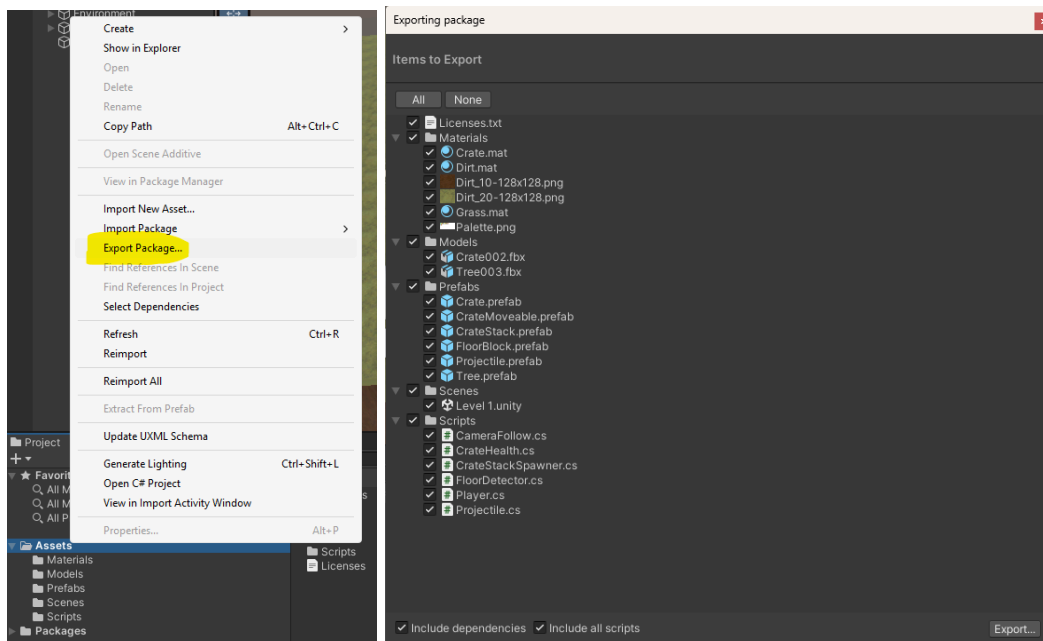 Environment
Create
Show in Explorer
Open
Delete
Rename
Copy Path Alt+Ctrl+C
Open Scene Additive
View in Package Manager
Import New Asset...
Import Package
Export Package...
Find References In Scene
Find References In Project
Select Dependencies
Refresh Ctrl+R
Reimport
Reimport All
Extract From Prefab
Update UXML Schema
Generate Lighting Ctrl+Shift+L
Open C# Project
View in Import Activity Window
Properties... Alt+P
Project
Favorit
All M
All M
All P
Assets
Materials
Models
Prefabs
Scenes
Scripts
Packages
Scripts
Licenses
Exporting package
Items to Export
All None
Licenses.txt
Materials
Crate.mat
Dirt.mat
Dirt_10-128x128.png
Dirt_20-128x128.png
Grass.mat
Palette.png
Models
Crate002.fbx
Tree003.fbx
Prefabs
Crate.prefab
CrateMoveable.prefab
CrateStack.prefab
FloorBlock.prefab
Projectile.prefab
Tree.prefab
Scenes
Level 1.unity
Scripts
CameraFollow.cs
CrateHealth.cs
CrateStackSpawner.cs
FloorDetector.cs
Player.cs
Projectile.cs
Include dependencies Include all scripts Export...